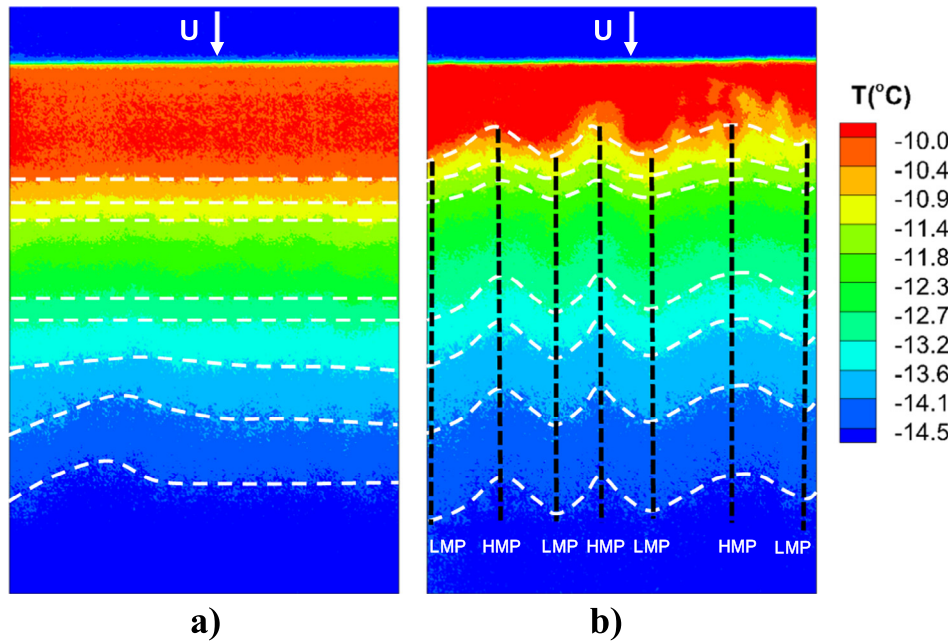 U
U
T(°C)
-10.0
-10.4
-10.9
-11.4
-11.8
-12.3
-12.7
-13.2
-13.6
-14.1
-14.5
LMP HMP LMP HMP LMP HMP LMP
a)
b)